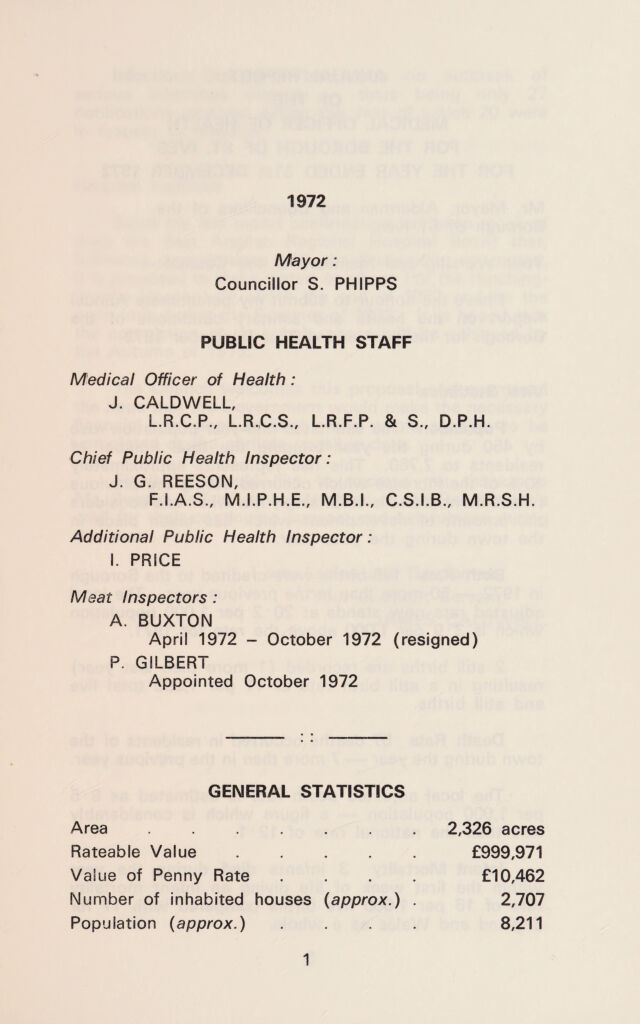 1972
Mayor :
Councillor S. PHIPPS
PUBLIC HEALTH STAFF
Medical Officer of Health :
J. CALDWELL,
L.R.C.P., L.R.C.S., L.R.F.P. & S., D.P.H.
Chief Public Health Inspector :
J. G. REESON,
F.I.A.S., M.I.P.H.E., M.B.I., C.S.I.B., M.R.S.H.
Additional Public Health Inspector :
I. PRICE
Meat Inspectors :
A. BUXTON
April 1972 – October 1972 (resigned)
P. GILBERT
Appointed October 1972
——— : : ———
GENERAL STATISTICS
Area . . . . . . . 2,326 acres
Rateable Value . . . . . £999,971
Value of Penny Rate . . . . £10,462
Number of inhabited houses (approx.) . 2,707
Population (approx.) . . . . 8,211
1